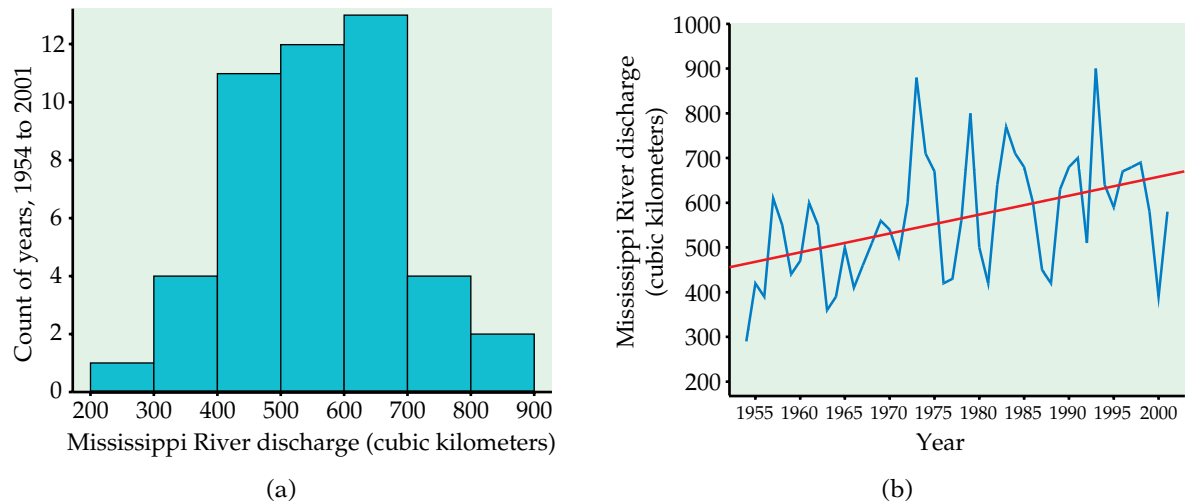 Count of years, 1954 to 2001
12
10
8
6
4
2
0
200 300 400 500 600 700 800 900
Mississippi River discharge (cubic kilometers)
(a)
Mississippi River discharge
(cubic kilometers)
1000
900
800
700
600
500
400
300
200
1955 1960 1965 1970 1975 1980 1985 1990 1995 2000
Year
(b)